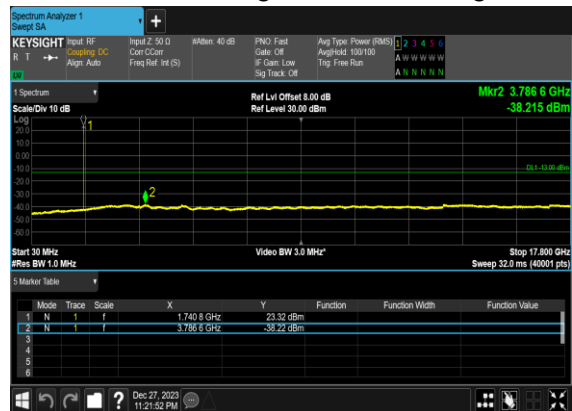 Spectrum Analyzer 1
Swept SA
+
KEYSIGHT Input: RF Input Z: 50 Ω #Atten: 40 dB PNO: Fast Avg Type: Power (RMS) 1 2 3 4 5 6
R T Coupling: DC Corr CCorr Gate: Off Avg|Hold: 100/100 A W W W W W
Align: Auto Freq Ref: Int (S) IF Gain: Low Trig: Free Run
Sig Track: Off A N N N N N
1 Spectrum Ref Lvl Offset 8.00 dB Mkr2 3.786 6 GHz
Scale/Div 10 dB Ref Level 30.00 dBm -38.215 dBm
Log
20.0 1
10.0
0.00
-10.0 DL1 -13.00 dBm
-20.0
-30.0 2
-40.0
-50.0
-60.0
Start 30 MHz Video BW 3.0 MHz* Stop 17.800 GHz
#Res BW 1.0 MHz Sweep 32.0 ms (40001 pts)
5 Marker Table
Mode Trace Scale X Y Function Function Width Function Value
1 N 1 f 1.740 8 GHz 23.32 dBm
2 N 1 f 3.786 6 GHz -38.22 dBm
3
4
5
6
? Dec 27, 2023
11:21:52 PM